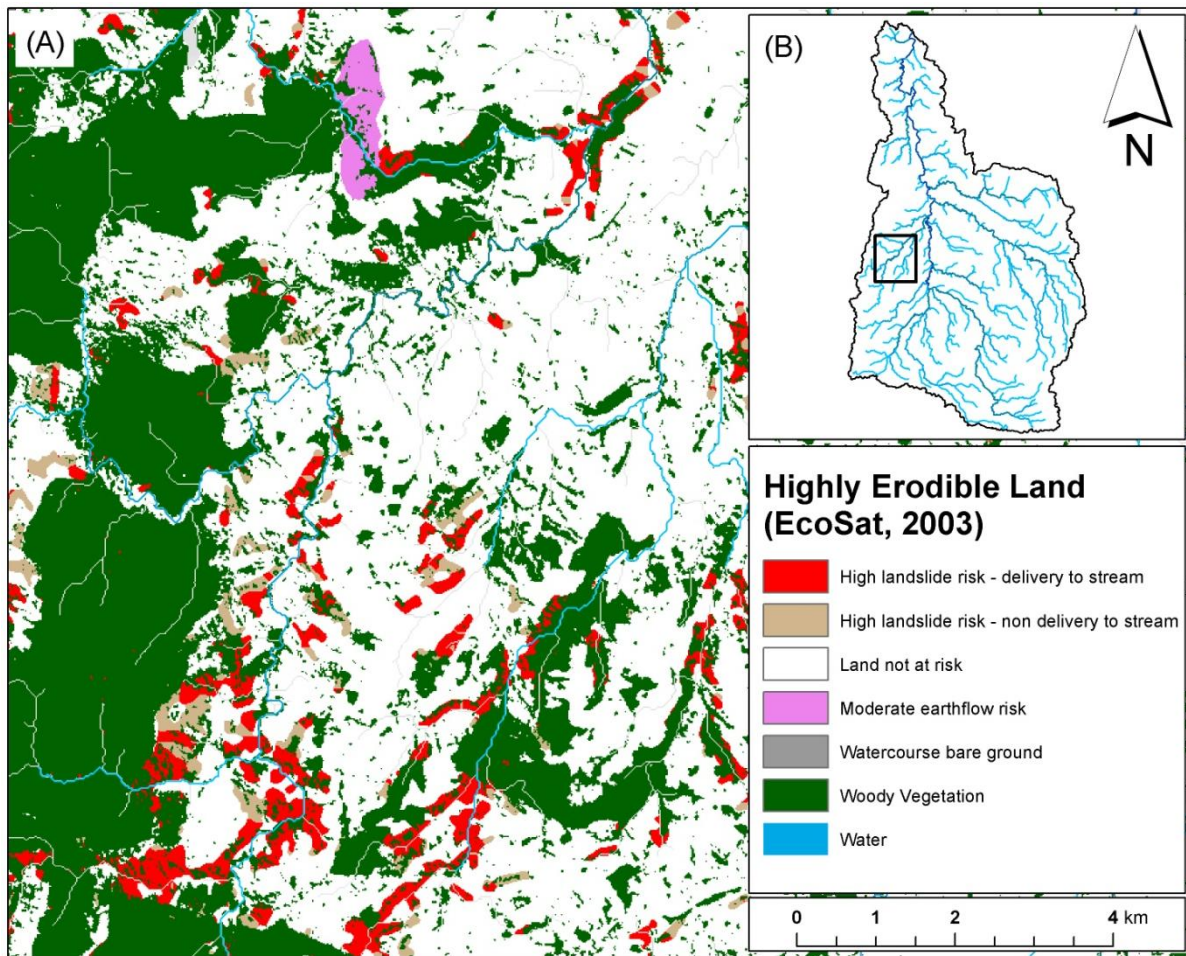 (A)
(B)
N
Highly Erodible Land
(EcoSat, 2003)
High landslide risk - delivery to stream
High landslide risk - non delivery to stream
Land not at risk
Moderate earthflow risk
Watercourse bare ground
Woody Vegetation
Water
0 1 2 4 km